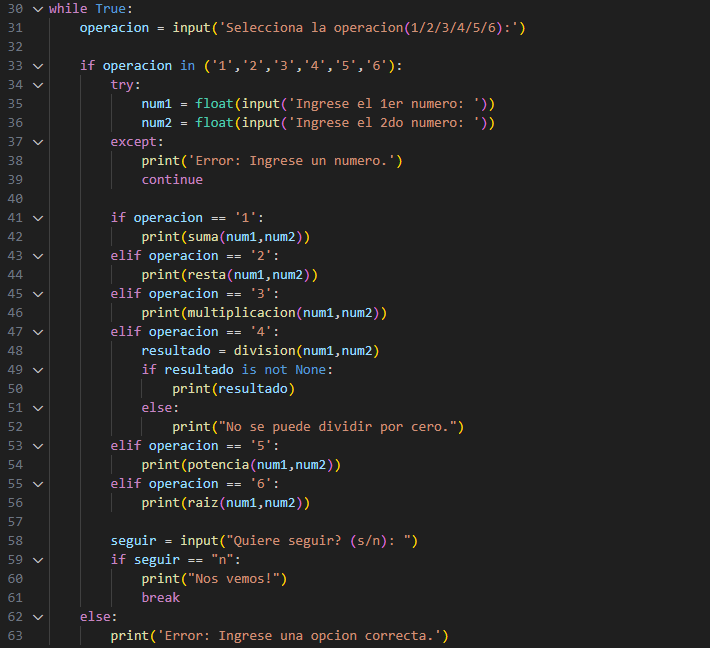 30 while True:
31     operacion = input('Selecciona la operacion(1/2/3/4/5/6):')
32
33     if operacion in ('1','2','3','4','5','6'):
34         try:
35             num1 = float(input('Ingrese el 1er numero: '))
36             num2 = float(input('Ingrese el 2do numero: '))
37         except:
38             print('Error: Ingrese un numero.')
39             continue
40
41         if operacion == '1':
42             print(suma(num1,num2))
43         elif operacion == '2':
44             print(resta(num1,num2))
45         elif operacion == '3':
46             print(multiplicacion(num1,num2))
47         elif operacion == '4':
48             resultado = division(num1,num2)
49             if resultado is not None:
50                 print(resultado)
51             else:
52                 print("No se puede dividir por cero.")
53         elif operacion == '5':
54             print(potencia(num1,num2))
55         elif operacion == '6':
56             print(raiz(num1,num2))
57
58         seguir = input("Quiere seguir? (s/n): ")
59         if seguir == "n":
60             print("Nos vemos!")
61             break
62     else:
63         print('Error: Ingrese una opcion correcta.')